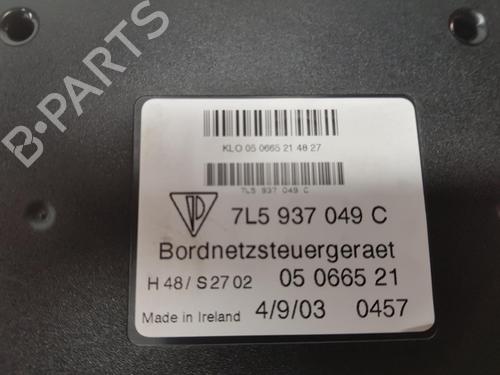 B-PARTS
KLO 05 0665 21 48 27
7L5 937 049 C
7L5 937 049 C
Bordnetzsteuergeraet
H 48/ S 27 02 05 0665 21
Made in Ireland 4/9/03 0457